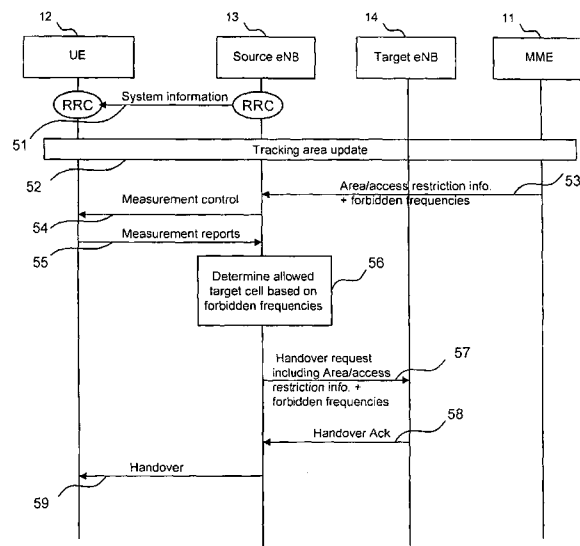 12
13
14
11
UE
Source eNB
Target eNB
MME
RRC
System information
RRC
51
Tracking area update
52
Area/access restriction info.
+ forbidden frequencies
53
Measurement control
54
Measurement reports
55
56
Determine allowed
target cell based on
forbidden frequencies
57
Handover request
including Area/access
restriction info. +
forbidden frequencies
58
Handover Ack
Handover
59